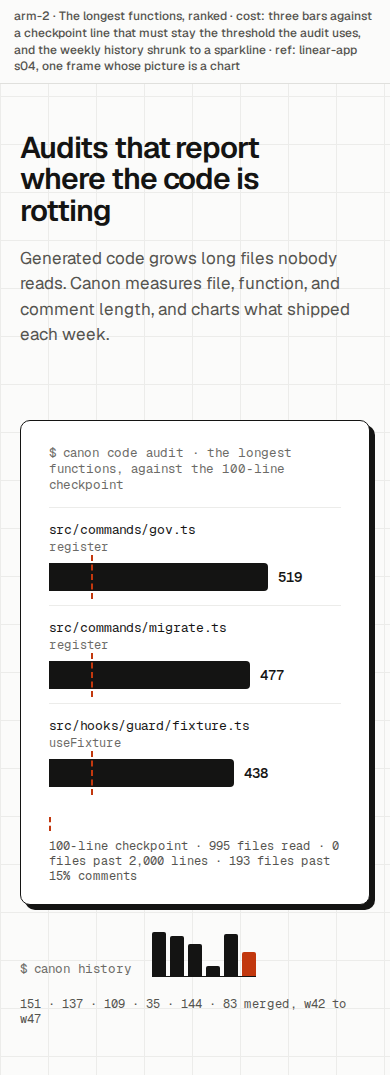 arm-2 · The longest functions, ranked · cost: three bars against
a checkpoint line that must stay the threshold the audit uses,
and the weekly history shrunk to a sparkline · ref: linear-app
s04, one frame whose picture is a chart
Audits that report
where the code is
rotting
Generated code grows long files nobody
reads. Canon measures file, function, and
comment length, and charts what shipped
each week.
$ canon code audit · the longest
functions, against the 100-line
checkpoint
src/commands/gov.ts
register
519
src/commands/migrate.ts
register
477
src/hooks/guard/fixture.ts
useFixture
438
100-line checkpoint · 995 files read · 0
files past 2,000 lines · 193 files past
15% comments
$ canon history
151 · 137 · 109 · 35 · 144 · 83 merged, w42 to
w47